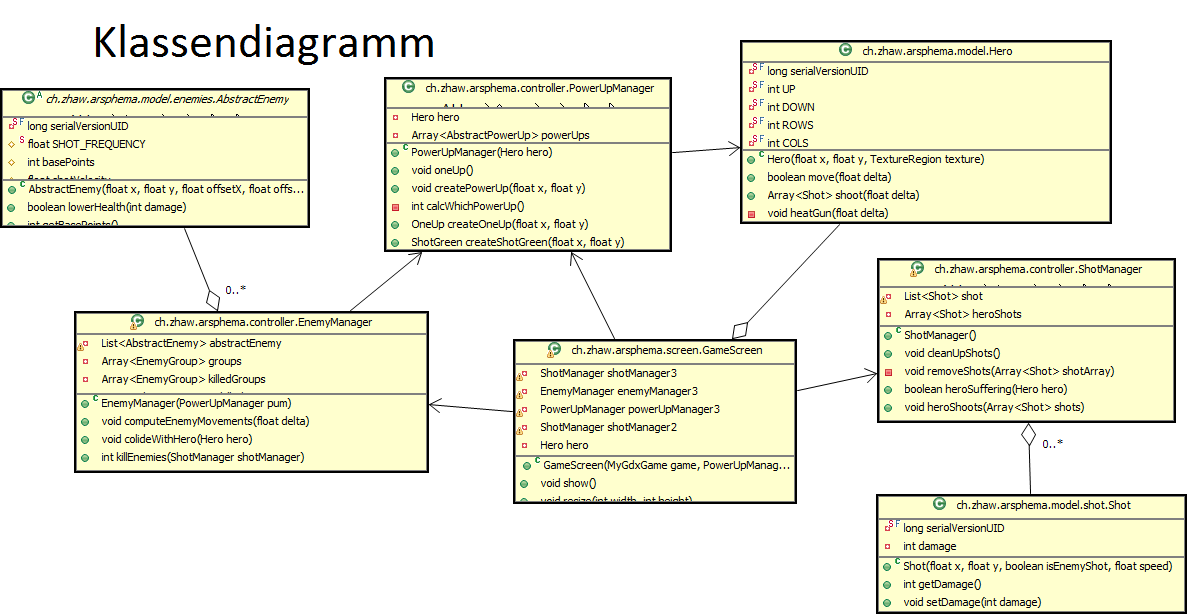 Klassendiagramm
ch.zhaw.arsphema.model.enemies.AbstractEnemy
long serialVersionUID
float SHOT_FREQUENCY
int basePoints
AbstractEnemy(float x, float y, float offsetX, float offs...
boolean lowerHealth(int damage)
int getBasePoints()
ch.zhaw.arsphema.controller.PowerUpManager
Hero hero
Array<AbstractPowerUp> powerUps
PowerUpManager(Hero hero)
void oneUp()
void createPowerUp(float x, float y)
int calcWhichPowerUp()
OneUp createOneUp(float x, float y)
ShotGreen createShotGreen(float x, float y)
ch.zhaw.arsphema.model.Hero
long serialVersionUID
int UP
int DOWN
int ROWS
int COLS
Hero(float x, float y, TextureRegion texture)
boolean move(float delta)
Array<Shot> shoot(float delta)
void heatGun(float delta)
0..*
ch.zhaw.arsphema.controller.EnemyManager
List<AbstractEnemy> abstractEnemy
Array<EnemyGroup> groups
Array<EnemyGroup> killedGroups
EnemyManager(PowerUpManager pum)
void computeEnemyMovements(float delta)
void colideWithHero(Hero hero)
int killEnemies(ShotManager shotManager)
ch.zhaw.arsphema.screen.GameScreen
ShotManager shotManager3
EnemyManager enemyManager3
PowerUpManager powerUpManager3
ShotManager shotManager2
Hero hero
GameScreen(MyGdxGame game, PowerUpManag...
void show()
void resize(int width, int height)
ch.zhaw.arsphema.controller.ShotManager
List<Shot> shot
Array<Shot> heroShots
ShotManager()
void cleanUpShots()
void removeShots(Array<Shot> shotArray)
boolean heroSuffering(Hero hero)
void heroShoots(Array<Shot> shots)
0..*
ch.zhaw.arsphema.model.shot.Shot
long serialVersionUID
int damage
Shot(float x, float y, boolean isEnemyShot, float speed)
int getDamage()
void setDamage(int damage)